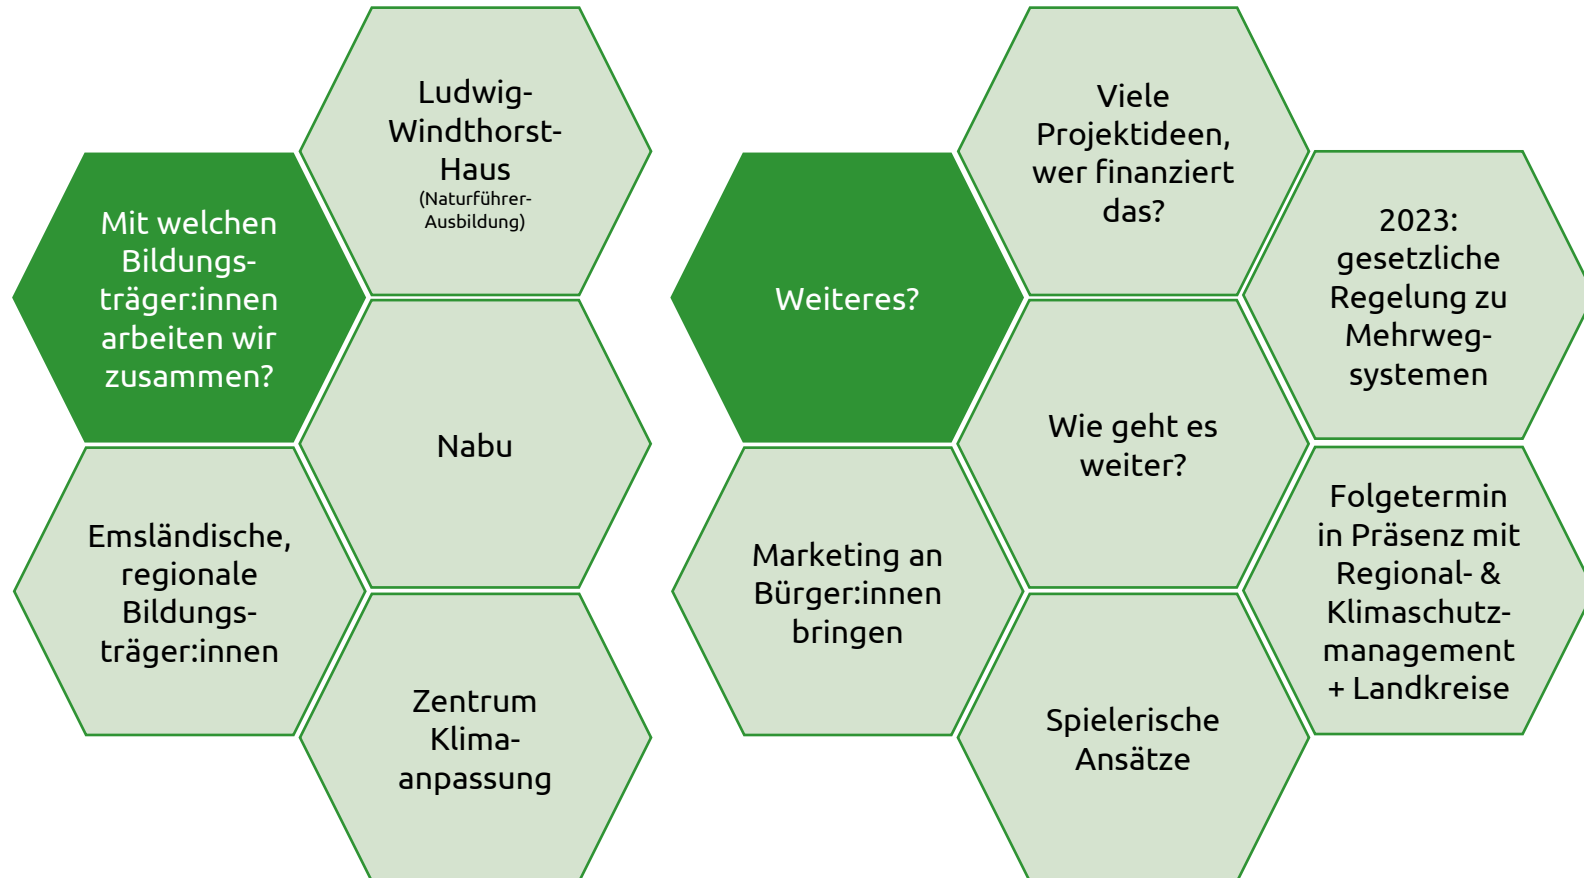 Mit welchen
Bildungs-
träger:innen
arbeiten wir
zusammen?
Ludwig-
Windthorst-
Haus
(Naturführer-
Ausbildung)
Nabu
Emsländische,
regionale
Bildungs-
träger:innen
Zentrum
Klima-
anpassung
Weiteres?
Viele
Projektideen,
wer finanziert
das?
2023:
gesetzliche
Regelung zu
Mehrweg-
systemen
Wie geht es
weiter?
Marketing an
Bürger:innen
bringen
Folgetermin
in Präsenz mit
Regional- &
Klimaschutz-
management
+ Landkreise
Spielerische
Ansätze